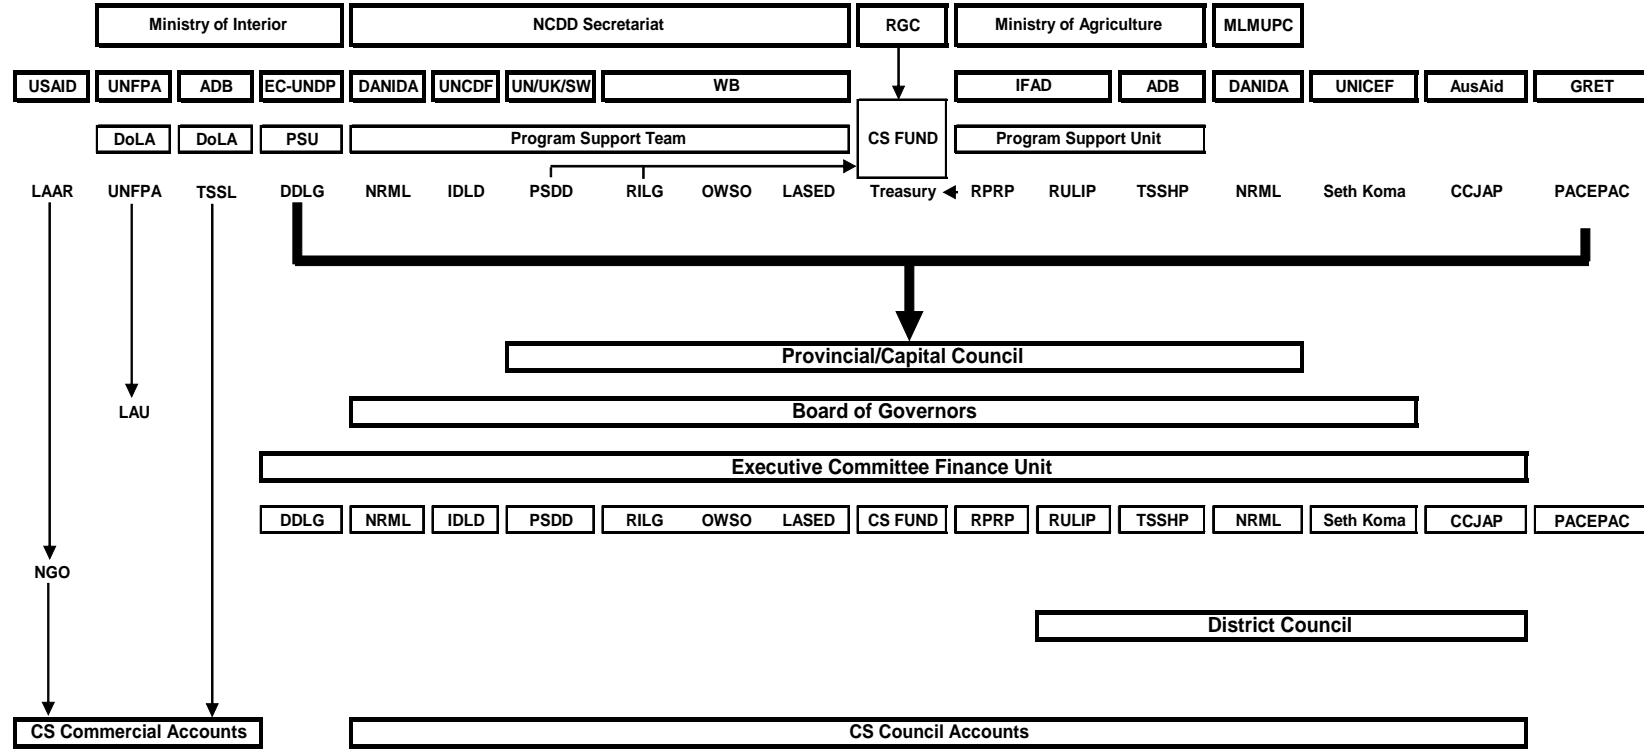 Ministry of Interior NCDD Secretariat RGC Ministry of Agriculture MLMUPC
USAID UNFPA ADB EC-UNDP DANIDA UNCDF UN/UK/SW WB IFAD ADB DANIDA UNICEF AusAid GRET
DoLA DoLA PSU Program Support Team CS FUND Program Support Unit
LAAR UNFPA TSSL DDLG NRML IDLD PSDD RILG OWSO LASED Treasury RPRP RULIP TSSHP NRML Seth Koma CCJAP PACEPAC
Provincial/Capital Council
LAU Board of Governors
Executive Committee Finance Unit
DDLG NRML IDLD PSDD RILG OWSO LASED CS FUND RPRP RULIP TSSHP NRML Seth Koma CCJAP PACEPAC
NGO
District Council
CS Commercial Accounts CS Council Accounts